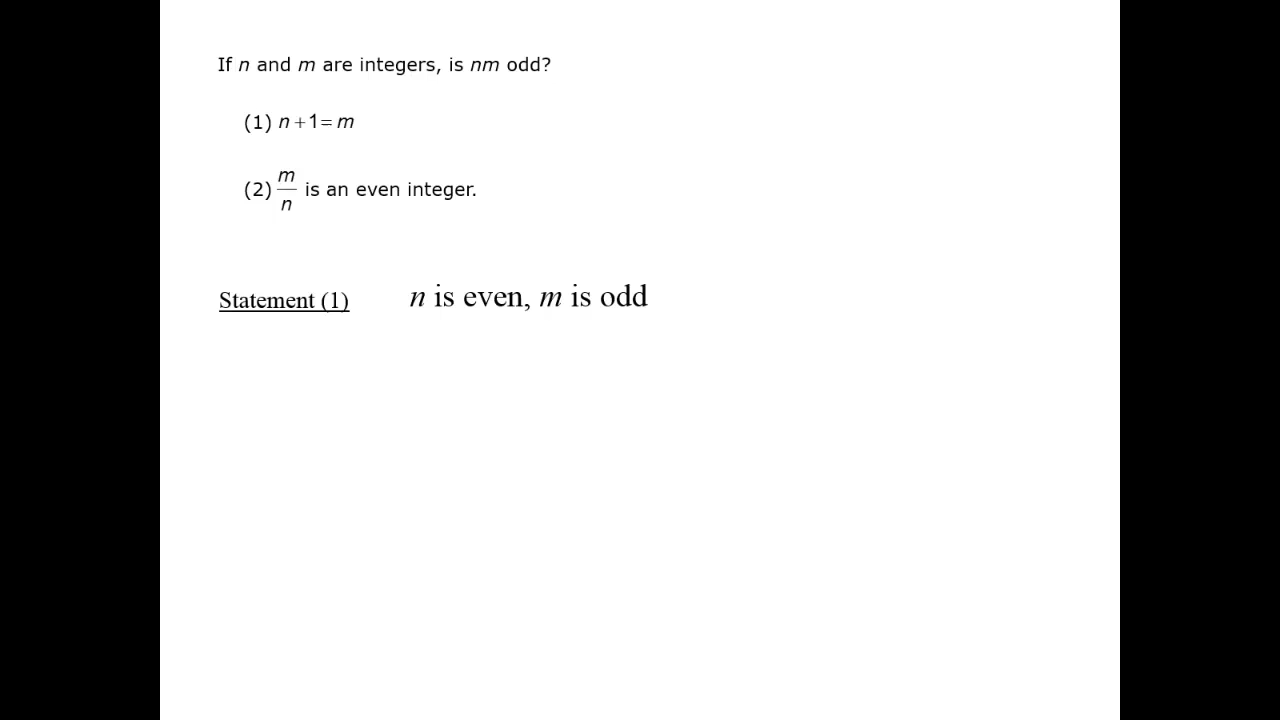 If n and m are integers, is nm odd?
(1) n + 1 = m
(2) m/n is an even integer.
Statement (1) n is even, m is odd